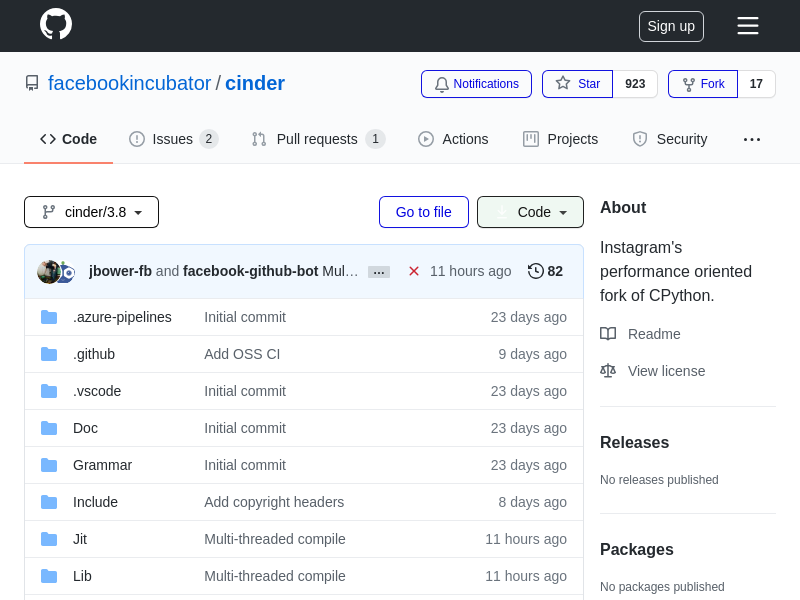 Sign up
facebookincubator / cinder
Notifications Star 923 Fork 17
Code Issues 2 Pull requests 1 Actions Projects Security ...
cinder/3.8 Go to file Code
jbower-fb and facebook-github-bot Mul… ... 11 hours ago 82
.azure-pipelines Initial commit 23 days ago
.github Add OSS CI 9 days ago
.vscode Initial commit 23 days ago
Doc Initial commit 23 days ago
Grammar Initial commit 23 days ago
Include Add copyright headers 8 days ago
Jit Multi-threaded compile 11 hours ago
Lib Multi-threaded compile 11 hours ago
About
Instagram's
performance oriented
fork of CPython.
Readme
View license
Releases
No releases published
Packages
No packages published